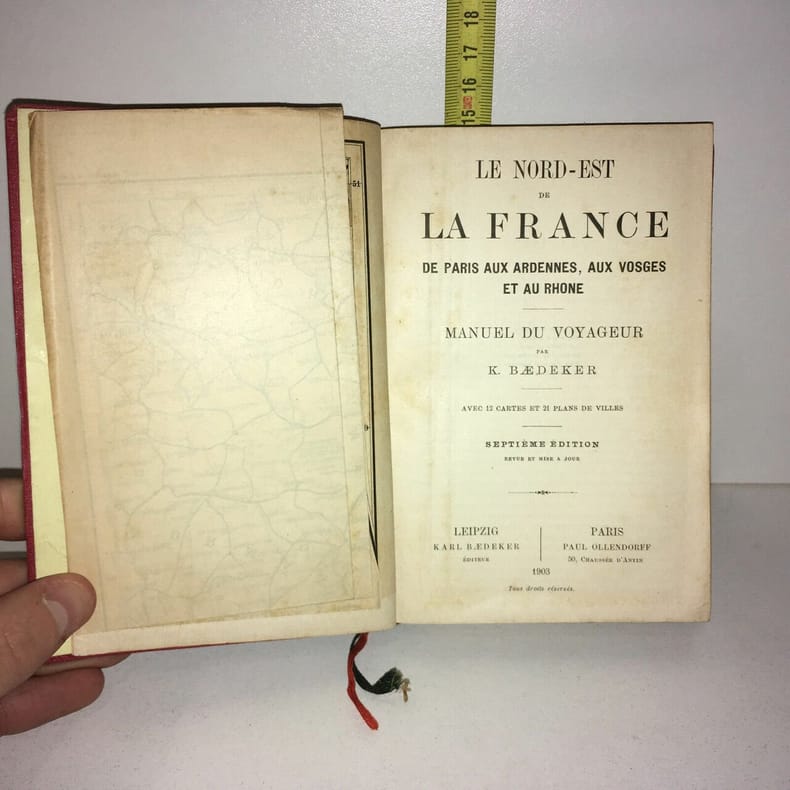 15 16 17 18
51
9
LE NORD-EST
DE
LA FRANCE
DE PARIS AUX ARDENNES, AUX VOSGES
ET AU RHONE
MANUEL DU VOYAGEUR
PAR
K. BÆDEKER
AVEC 12 CARTES ET 21 PLANS DE VILLES
SEPTIÈME ÉDITION
REVUE ET MISE A JOUR
LEIPZIG
KARL BÆDEKER
ÉDITEUR
PARIS
PAUL OLLENDORFF
50, CHAUSSÉE D'ANTIN
1903
Tous droits réservés.